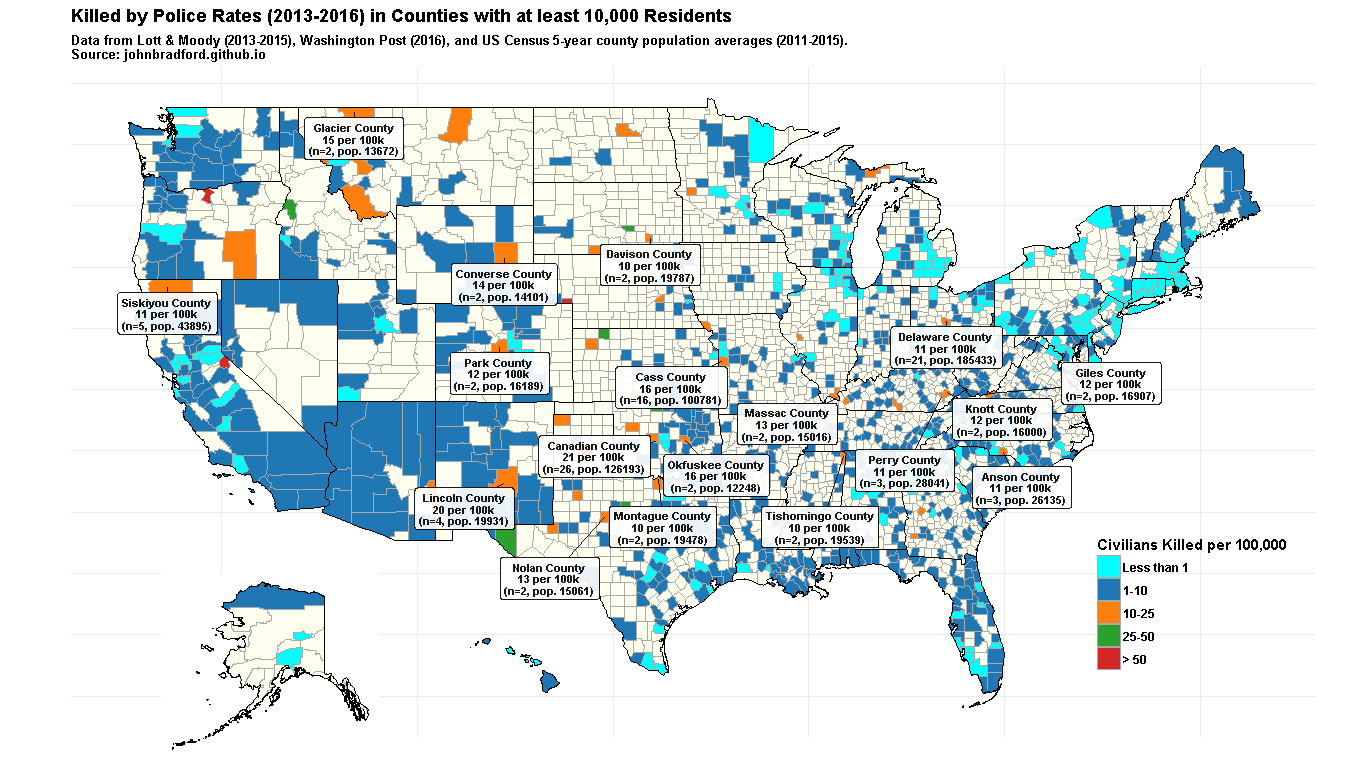 Killed by Police Rates (2013-2016) in Counties with at least 10,000 Residents
Data from Lott & Moody (2013-2015), Washington Post (2016), and US Census 5-year county population averages (2011-2015).
Source: johnbradford.github.io
Glacier County
15 per 100k
(n=2, pop. 13672)
Davison County
10 per 100k
(n=2, pop. 19787)
Converse County
14 per 100k
(n=2, pop. 14101)
Siskiyou County
11 per 100k
(n=5, pop. 43895)
Delaware County
11 per 100k
(n=21, pop. 185433)
Park County
12 per 100k
(n=2, pop. 16189)
Cass County
16 per 100k
(n=16, pop. 100781)
Giles County
12 per 100k
(n=2, pop. 16907)
Massac County
13 per 100k
(n=2, pop. 15016)
Knott County
12 per 100k
(n=2, pop. 16000)
Canadian County
21 per 100k
(n=26, pop. 126193)
Okfuskee County
16 per 100k
(n=2, pop. 12248)
Perry County
11 per 100k
(n=3, pop. 28041)
Anson County
11 per 100k
(n=3, pop. 26135)
Lincoln County
20 per 100k
(n=4, pop. 19931)
Montague County
10 per 100k
(n=2, pop. 19478)
Tishomingo County
10 per 100k
(n=2, pop. 19539)
Nolan County
13 per 100k
(n=2, pop. 15061)
Civilians Killed per 100,000
Less than 1
1-10
10-25
25-50
> 50